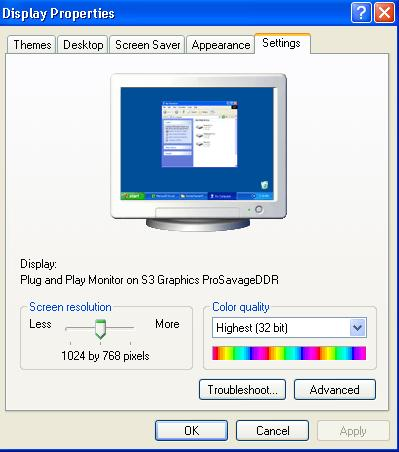 Display Properties
Themes Desktop Screen Saver Appearance Settings
start
Display:
Plug and Play Monitor on S3 Graphics ProSavageDDR
Screen resolution
Less More
1024 by 768 pixels
Color quality
Highest (32 bit)
Troubleshoot... Advanced
OK Cancel Apply